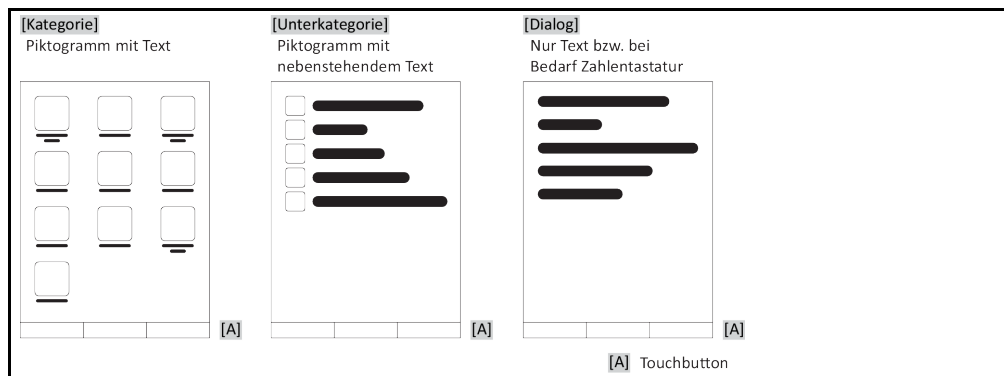 [Kategorie]
Piktogramm mit Text
[Unterkategorie]
Piktogramm mit
nebenstehendem Text
[Dialog]
Nur Text bzw. bei
Bedarf Zahlentastatur
[A]
[A]
[A]
[A] Touchbutton